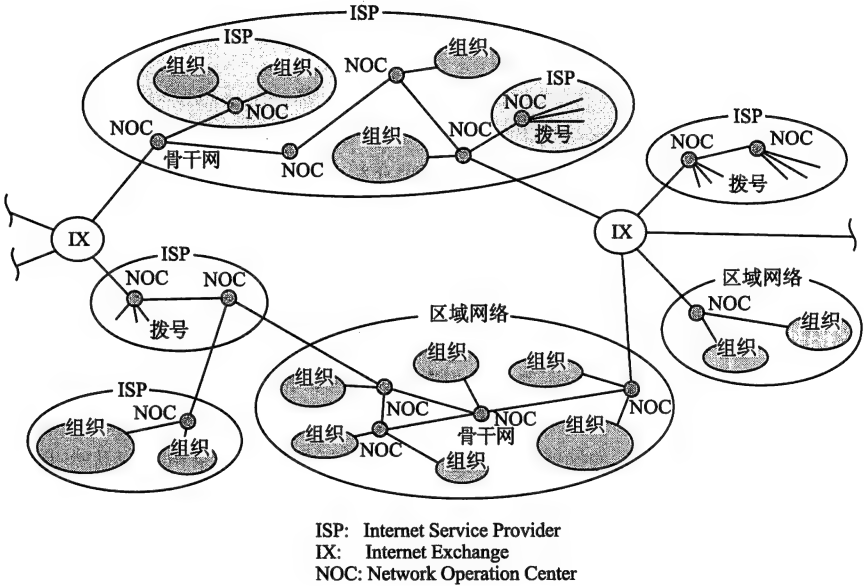 ISP
ISP
组织
组织
NOC
NOC
骨干网
NOC
NOC
组织
ISP
NOC
拨号
组织
NOC
ISP
NOC
NOC
拨号
IX
IX
ISP
NOC
NOC
拨号
区域网络
NOC
组织
组织
ISP
NOC
组织
组织
区域网络
组织
组织
组织
NOC
NOC
NOC
骨干网
组织
NOC
组织
组织
ISP: Internet Service Provider
IX: Internet Exchange
NOC: Network Operation Center